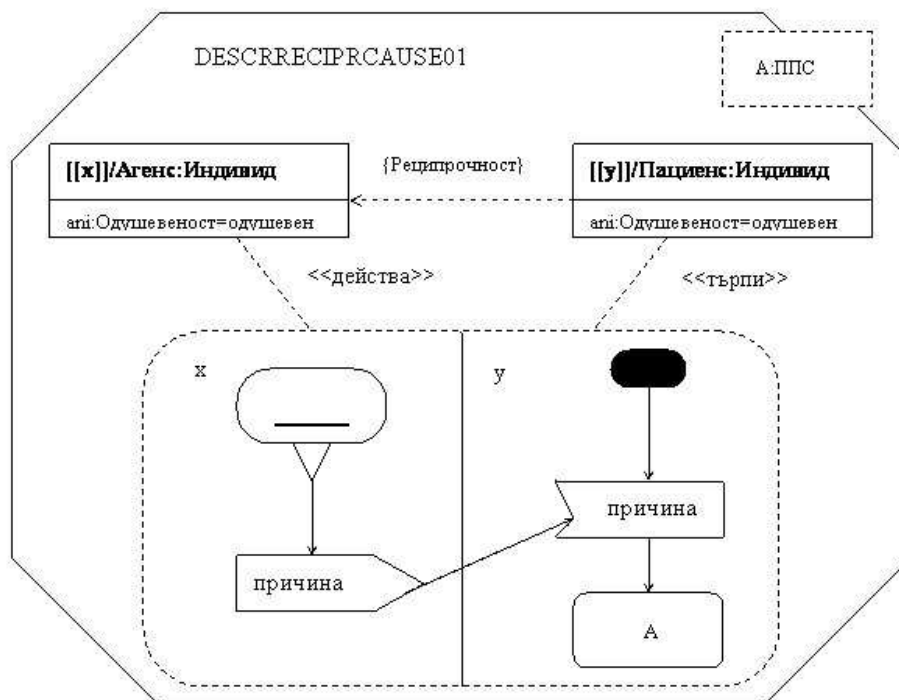 DESCRRECIPRCAUSE01
А:ППС
[[x]]/Агенс:Индивид
{Реципрочност}
[[y]]/Пациенс:Индивид
ani:Одушевеност=одушевен
ani:Одушевеност=одушевен
<<действа>>
<<търпи>>
x
y
причина
причина
А